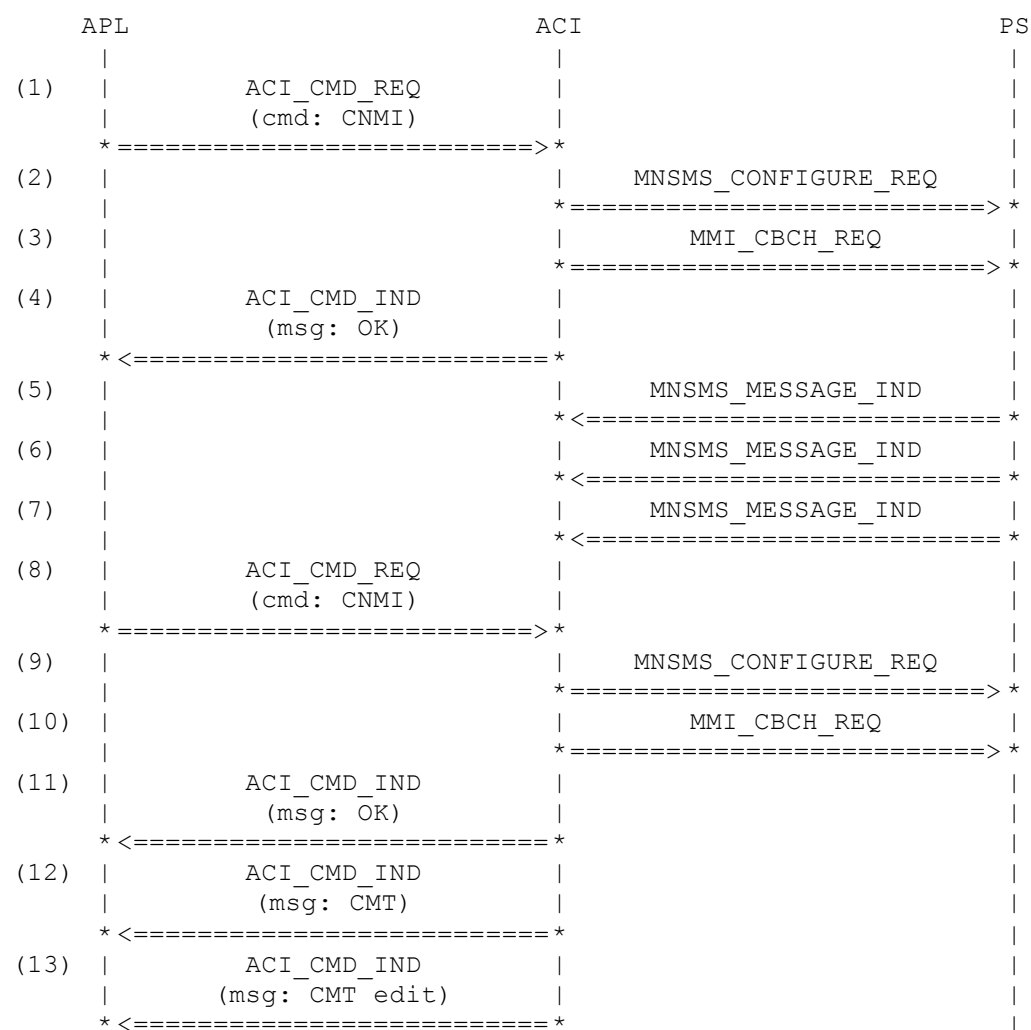 APL                         ACI                          PS
      |                           |                            |
(1)   |        ACI_CMD_REQ        |                            |
      |        (cmd: CNMI)        |                            |
      * ==========================>*                           |
(2)   |                           |    MNSMS_CONFIGURE_REQ     |
      |                           *==========================> *
(3)   |                           |       MMI_CBCH_REQ         |
      |                           *==========================> *
(4)   |        ACI_CMD_IND        |                            |
      |         (msg: OK)         |                            |
      * <==========================*                           |
(5)   |                           |     MNSMS_MESSAGE_IND      |
      |                           * <==========================*
(6)   |                           |     MNSMS_MESSAGE_IND      |
      |                           * <==========================*
(7)   |                           |     MNSMS_MESSAGE_IND      |
      |                           * <==========================*
(8)   |        ACI_CMD_REQ        |                            |
      |        (cmd: CNMI)        |                            |
      * ==========================>*                           |
(9)   |                           |    MNSMS_CONFIGURE_REQ     |
      |                           *==========================> *
(10)  |                           |       MMI_CBCH_REQ         |
      |                           *==========================> *
(11)  |        ACI_CMD_IND        |                            |
      |         (msg: OK)         |                            |
      * <==========================*                           |
(12)  |        ACI_CMD_IND        |                            |
      |         (msg: CMT)        |                            |
      * <==========================*                           |
(13)  |        ACI_CMD_IND        |                            |
      |      (msg: CMT edit)      |                            |
      * <==========================*                           |